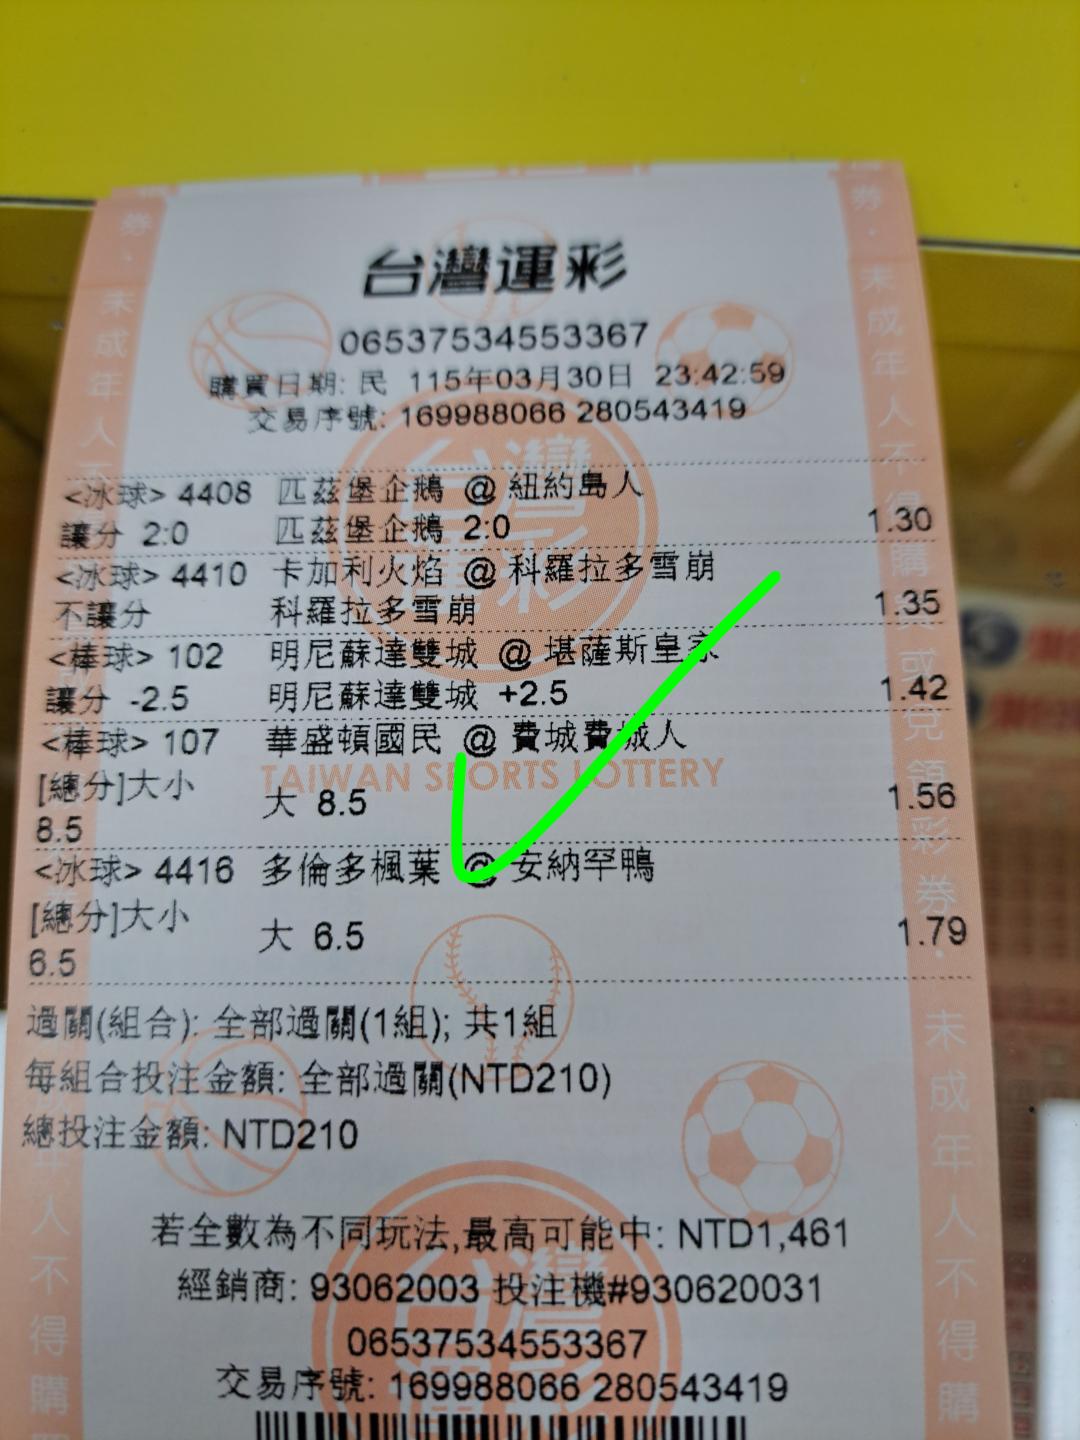 台灣運彩
06537534553367
購買日期: 民 115年03月30日 23:42:59
交易序號: 169988066 280543419
<冰球> 4408 匹茲堡企鵝 @ 紐約島人
讓分 2:0 匹茲堡企鵝 2:0 1.30
<冰球> 4410 卡加利火焰 @ 科羅拉多雪崩
不讓分 科羅拉多雪崩 1.35
<棒球> 102 明尼蘇達雙城 @ 堪薩斯皇家
讓分 -2.5 明尼蘇達雙城 +2.5 1.42
<棒球> 107 華盛頓國民 @ 費城費城人
TAIWAN SPORTS LOTTERY
[總分]大小 大 8.5 1.56
8.5
<冰球> 4416 多倫多楓葉 @ 安納罕鴨
[總分]大小 大 6.5 1.79
6.5
過關(組合): 全部過關(1組); 共1組
每組合投注金額: 全部過關(NTD210)
總投注金額: NTD210
若全數為不同玩法,最高可能中: NTD1,461
經銷商: 93062003 投注機#930620031
06537534553367
交易序號: 169988066 280543419
券.未成年人不得購
券.未成年人不得購或兌領彩券.未成年人不得購